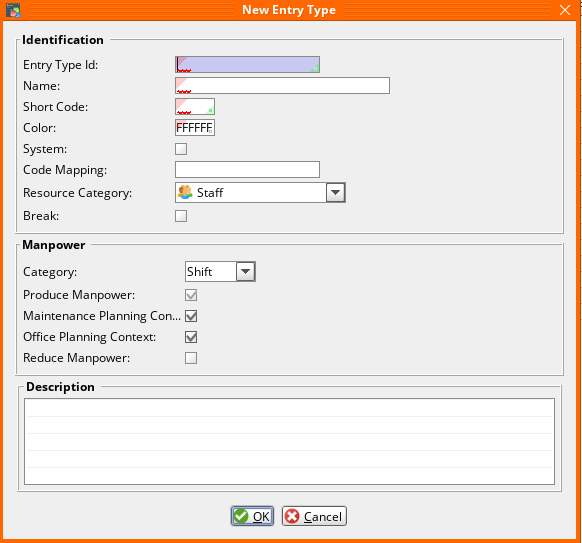 New Entry Type
Identification
Entry Type Id:
Name:
Short Code:
Color:
FFFFFE
System:
Code Mapping:
Resource Category:
Staff
Break:
Manpower
Category:
Shift
Produce Manpower:
Maintenance Planning Con...
Office Planning Context:
Reduce Manpower:
Description
OK
Cancel